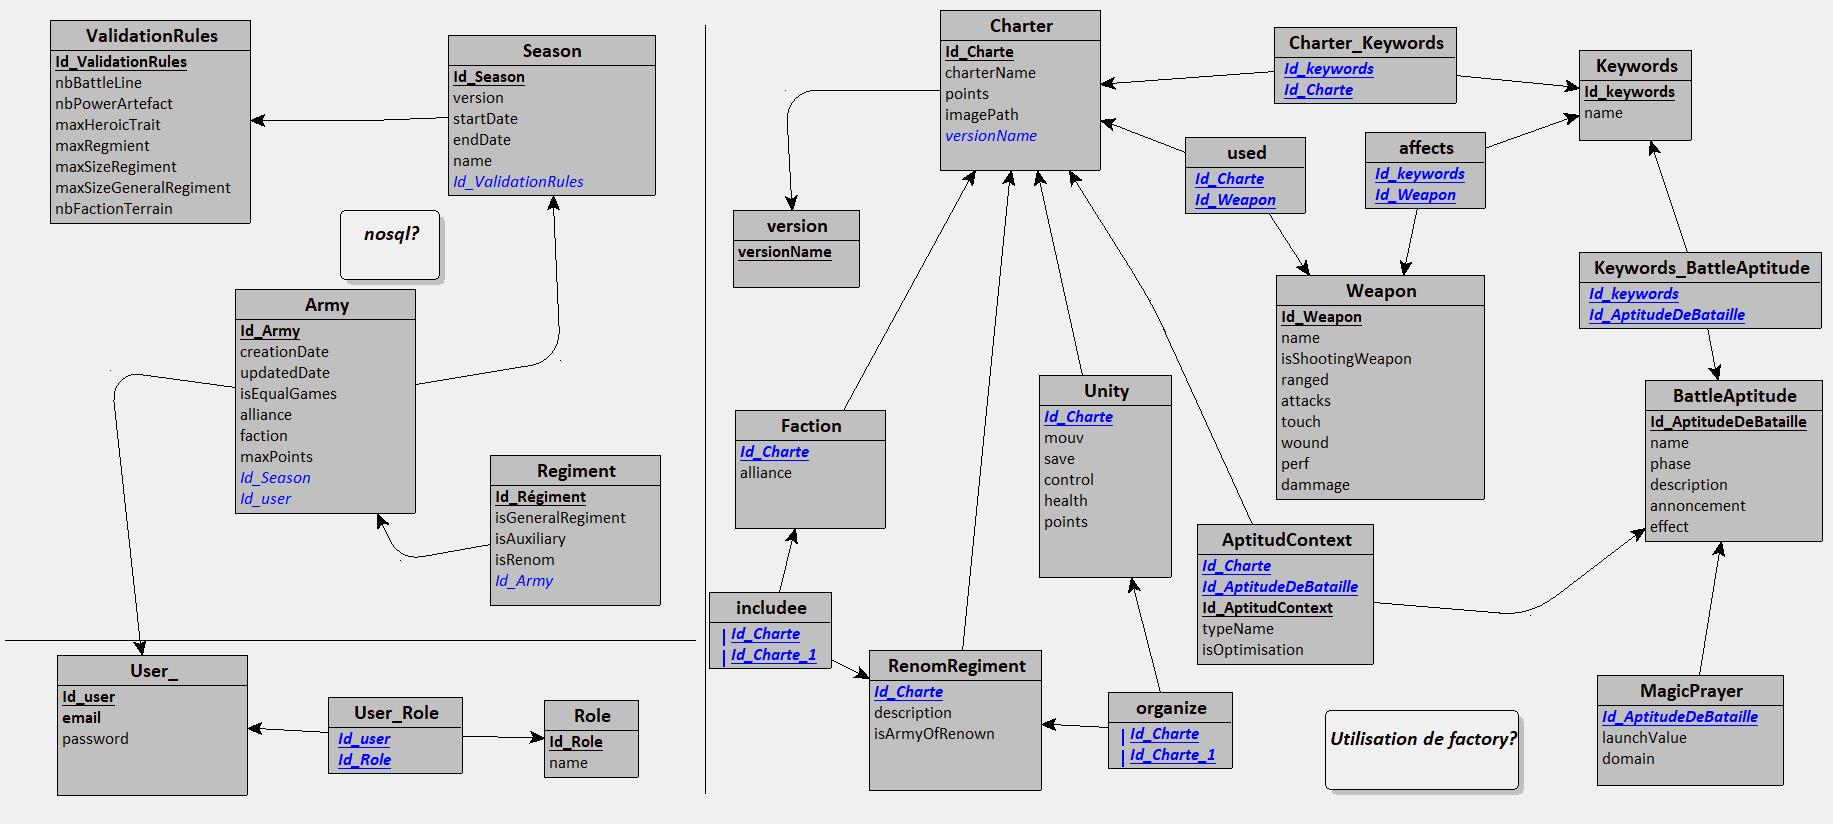 ValidationRules
Id_ValidationRules
nbBattleLine
nbPowerArtefact
maxHeroicTrait
maxRegmient
maxSizeRegiment
maxSizeGeneralRegiment
nbFactionTerrain
Season
Id_Season
version
startDate
endDate
name
Id_ValidationRules
nosql?
Army
Id_Army
creationDate
updatedDate
isEqualGames
alliance
faction
maxPoints
Id_Season
Id_user
Regiment
Id_Régiment
isGeneralRegiment
isAuxiliary
isRenom
Id_Army
User_
Id_user
email
password
User_Role
Id_user
Id_Role
Role
Id_Role
name
Charter
Id_Charte
charterName
points
imagePath
versionName
Charter_Keywords
Id_keywords
Id_Charte
Keywords
Id_keywords
name
used
Id_Charte
Id_Weapon
affects
Id_keywords
Id_Weapon
version
versionName
Weapon
Id_Weapon
name
isShootingWeapon
ranged
attacks
touch
wound
perf
dammage
Keywords_BattleAptitude
Id_keywords
Id_AptitudeDeBataille
BattleAptitude
Id_AptitudeDeBataille
name
phase
description
annoncement
effect
Faction
Id_Charte
alliance
Unity
Id_Charte
mouv
save
control
health
points
AptitudContext
Id_Charte
Id_AptitudeDeBataille
Id_AptitudContext
typeName
isOptimisation
includee
Id_Charte
Id_Charte_1
RenomRegiment
Id_Charte
description
isArmyOfRenown
organize
Id_Charte
Id_Charte_1
MagicPrayer
Id_AptitudeDeBataille
launchValue
domain
Utilisation de factory?